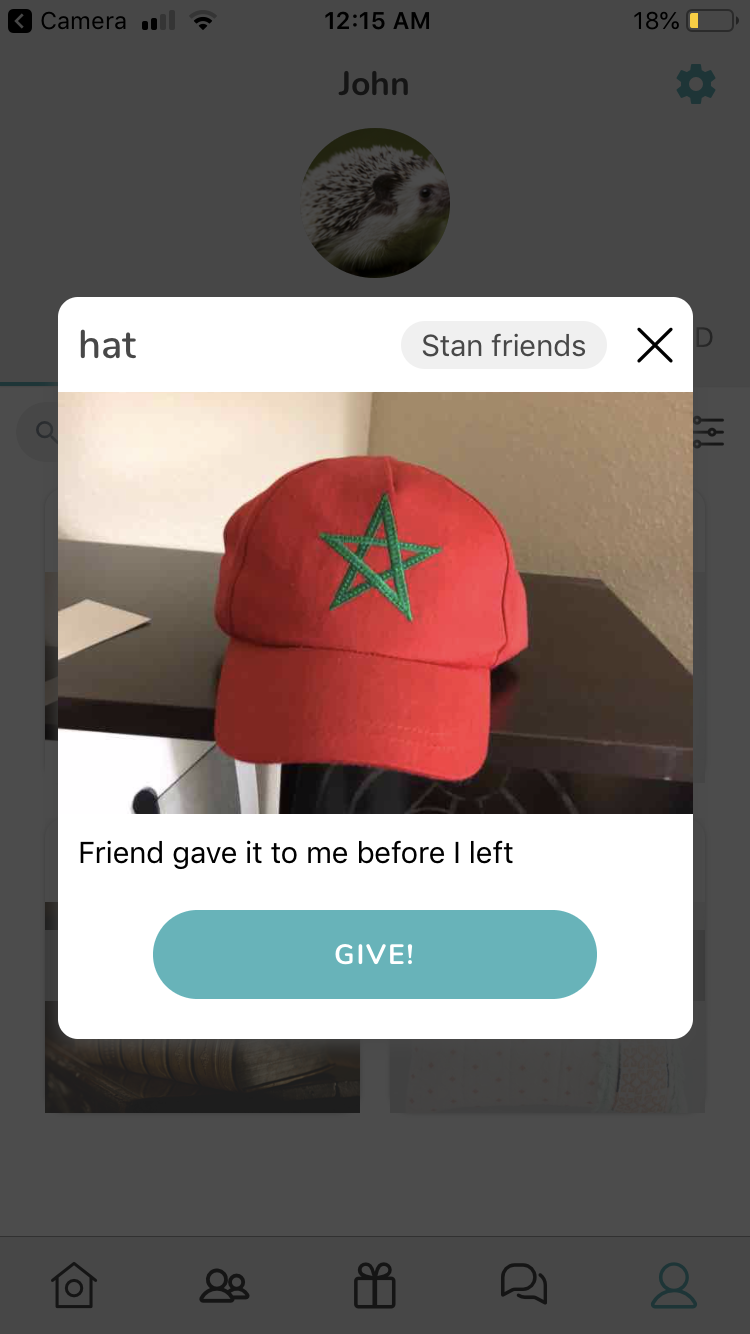 Camera 12:15 AM 18%
John
D
hat Stan friends
Friend gave it to me before I left
GIVE!